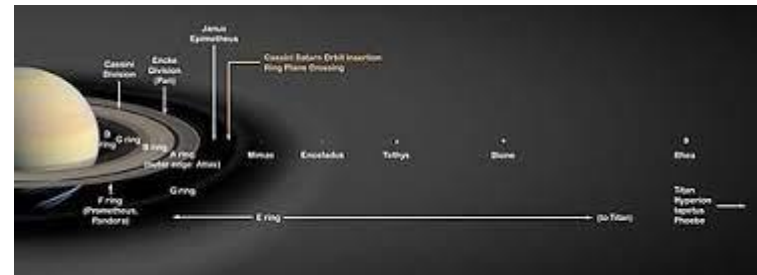 Janus
Epimetheus
Cassini Saturn Orbit Insertion
Ring Plane Crossing
Cassini
Division
Encke
Division
(Pan)
D
ring
C ring
B ring
A ring
(outer edge: Atlas)
Mimas
Enceladus
Tethys
Dione
Rhea
F ring
(Prometheus,
Pandora)
G ring
E ring
(to Titan)
Titan
Hyperion
Iapetus
Phoebe